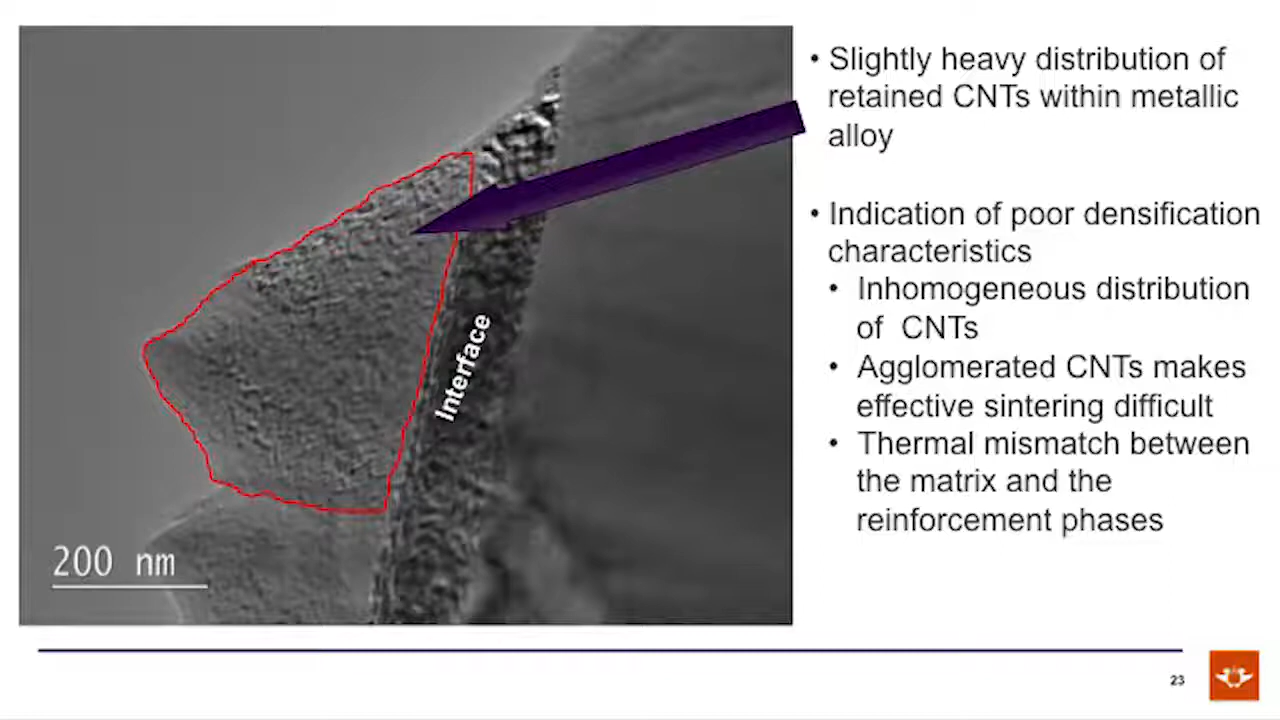 • Slightly heavy distribution of
retained CNTs within metallic
alloy
• Indication of poor densification
characteristics
• Inhomogeneous distribution
of CNTs
• Agglomerated CNTs makes
effective sintering difficult
• Thermal mismatch between
the matrix and the
reinforcement phases
Interface
200 nm
23